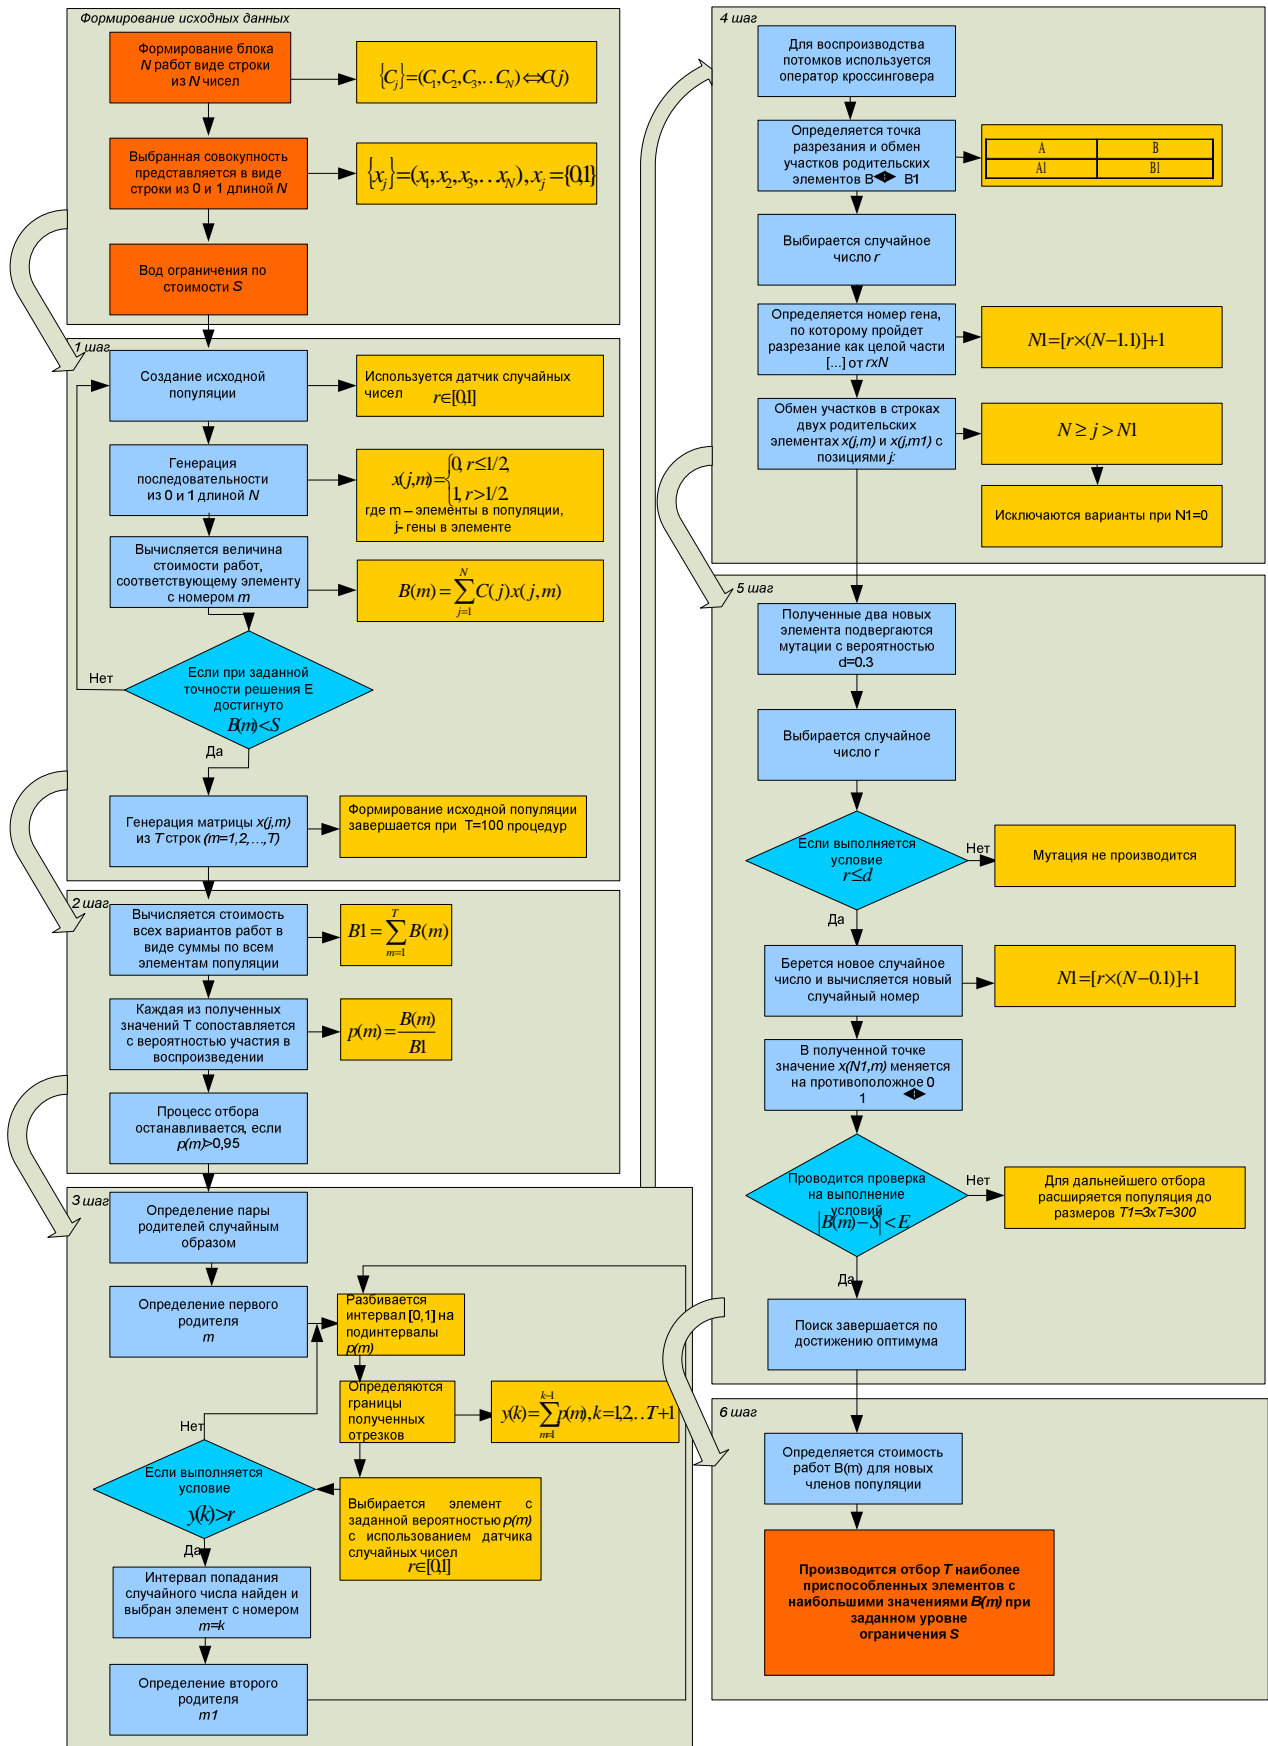 Формирование исходных данных
Формирование блока
N работ виде строки
из N чисел
{C_j}=(C_1,C_2,C_3,...C_N)⇔C(j)
Выбранная совокупность
представляется в виде
строки из 0 и 1 длиной N
{x_j}=(x_1,x_2,x_3,...x_N),x_j={0,1}
Вод ограничения по
стоимости S
1 шаг
Создание исходной
популяции
Используется датчик случайных
чисел r∈[0,1]
Генерация
последовательности
из 0 и 1 длиной N
x(j,m)={0, r≤1/2,
1, r>1/2
где m – элементы в популяции,
j- гены в элементе
Вычисляется величина
стоимости работ,
соответствующему элементу
с номером m
B(m)=∑_{j=1}^{N}C(j)x(j,m)
Если при заданной
точности решения E
достигнуто
B(m)<S
Нет
Да
Генерация матрицы x(j,m)
из T строк (m=1,2,…,T)
Формирование исходной популяции
завершается при T=100 процедур
2 шаг
Вычисляется стоимость
всех вариантов работ в
виде суммы по всем
элементам популяции
B1=∑_{m=1}^{T}B(m)
Каждая из полученных
значений T сопоставляется
с вероятностью участия в
воспроизведении
p(m)=B(m)/B1
Процесс отбора
останавливается, если
p(m)>0,95
3 шаг
Определение пары
родителей случайным
образом
Определение первого
родителя
m
Разбивается
интервал [0,1] на
подинтервалы
p(m)
Определяются
границы
полученных
отрезков
y(k)=∑_{m=1}^{k-1}p(m),k=1,2,..T+1
Нет
Если выполняется
условие
y(k)>r
Выбирается элемент с
заданной вероятностью p(m)
с использованием датчика
случайных чисел
r∈[0,1]
Да
Интервал попадания
случайного числа найден и
выбран элемент с номером
m=k
Определение второго
родителя
m1
4 шаг
Для воспроизводства
потомков используется
оператор кроссинговера
Определяется точка
разрезания и обмен
участков родительских
элементов B◄►B1
A B
A1 B1
Выбирается случайное
число r
Определяется номер гена,
по которому пройдет
разрезание как целой части
[...] от rxN
N1=[r×(N−1.1)]+1
Обмен участков в строках
двух родительских
элементах x(j,m) и x(j,m1) с
позициями j:
N≥j>N1
Исключаются варианты при N1=0
5 шаг
Полученные два новых
элемента подвергаются
мутации с вероятностью
d=0.3
Выбирается случайное
число r
Если выполняется
условие
r≤d
Нет
Мутация не производится
Да
Берется новое случайное
число и вычисляется новый
случайный номер
N1=[r×(N−0.1)]+1
В полученной точке
значение x(N1,m) меняется
на противоположное 0
1 ◄►
Проводится проверка
на выполнение
условий
|B(m)−S|<E
Нет
Для дальнейшего отбора
расширяется популяция до
размеров T1=3xT=300
Да
Поиск завершается по
достижению оптимума
6 шаг
Определяется стоимость
работ B(m) для новых
членов популяции
Производится отбор T наиболее
приспособленных элементов с
наибольшими значениями B(m) при
заданном уровне
ограничения S